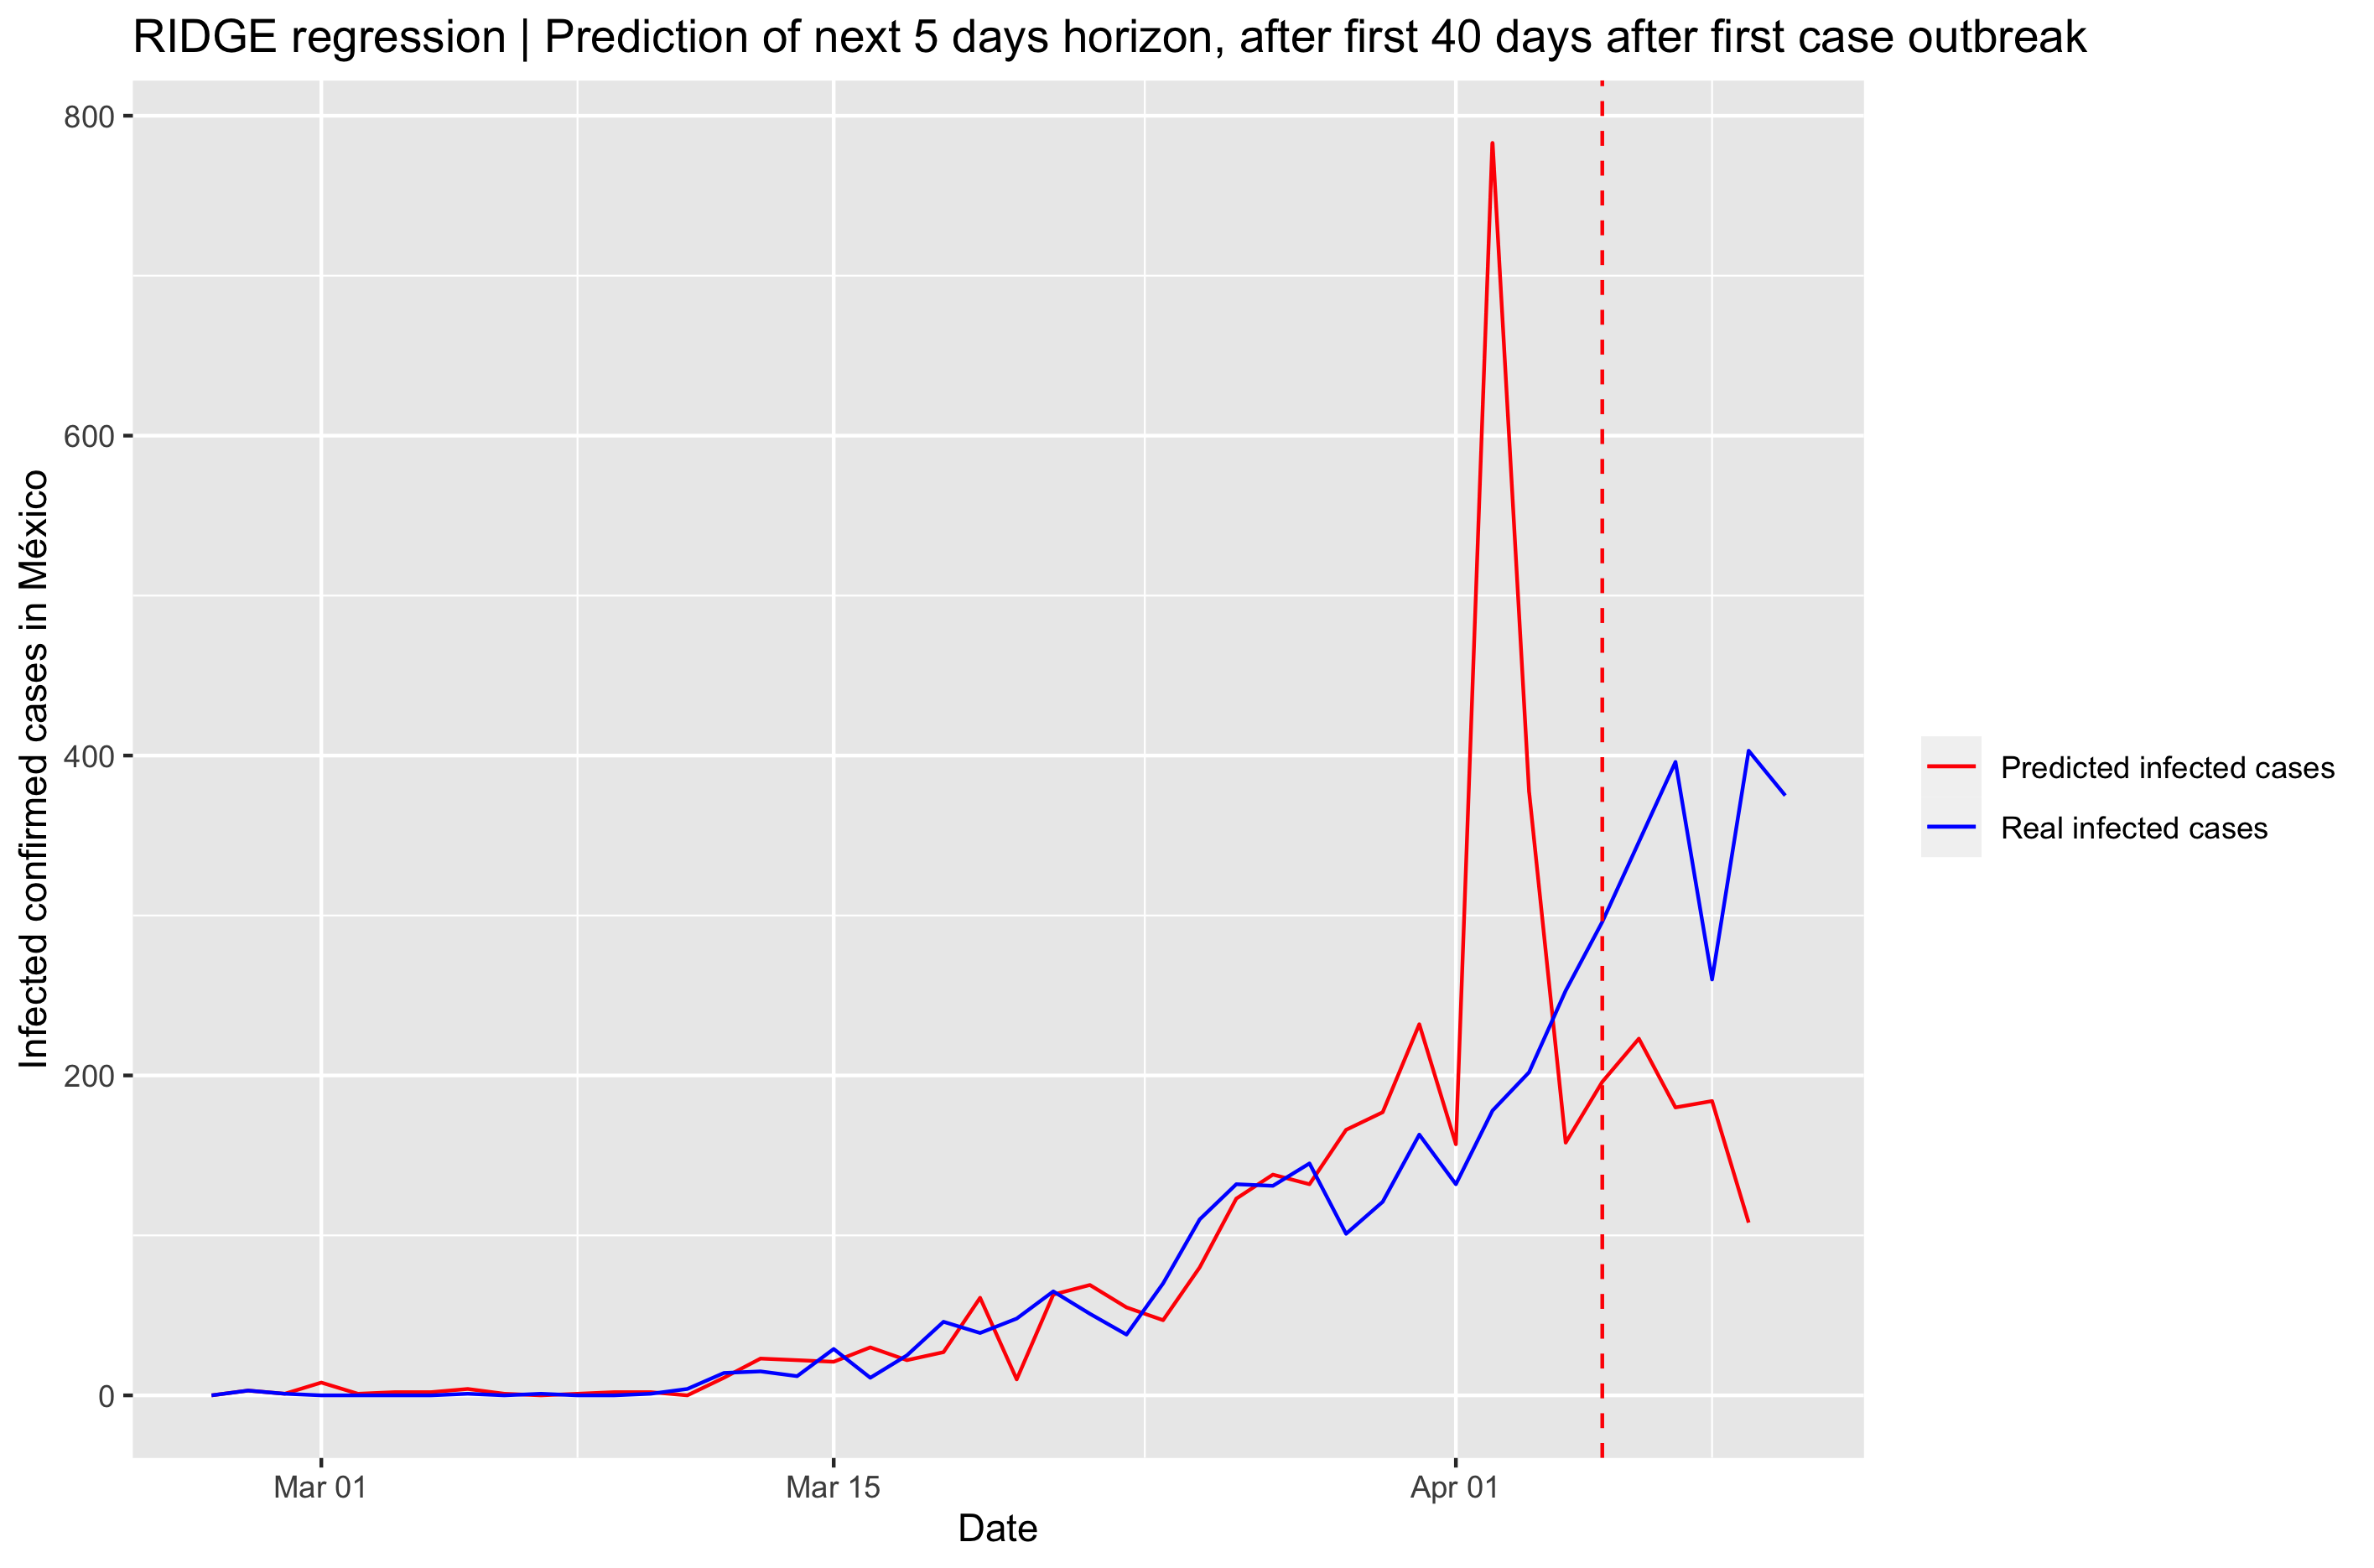 RIDGE regression | Prediction of next 5 days horizon, after first 40 days after first case outbreak
Infected confirmed cases in México
800
600
400
200
0
Mar 01
Mar 15
Apr 01
Date
Predicted infected cases
Real infected cases